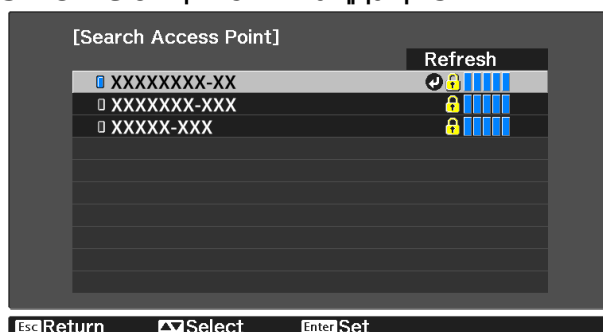 [Search Access Point]
Refresh
XXXXXXXX-XX
XXXXXXX-XXX
XXXXX-XXX
Esc Return Select Enter Set